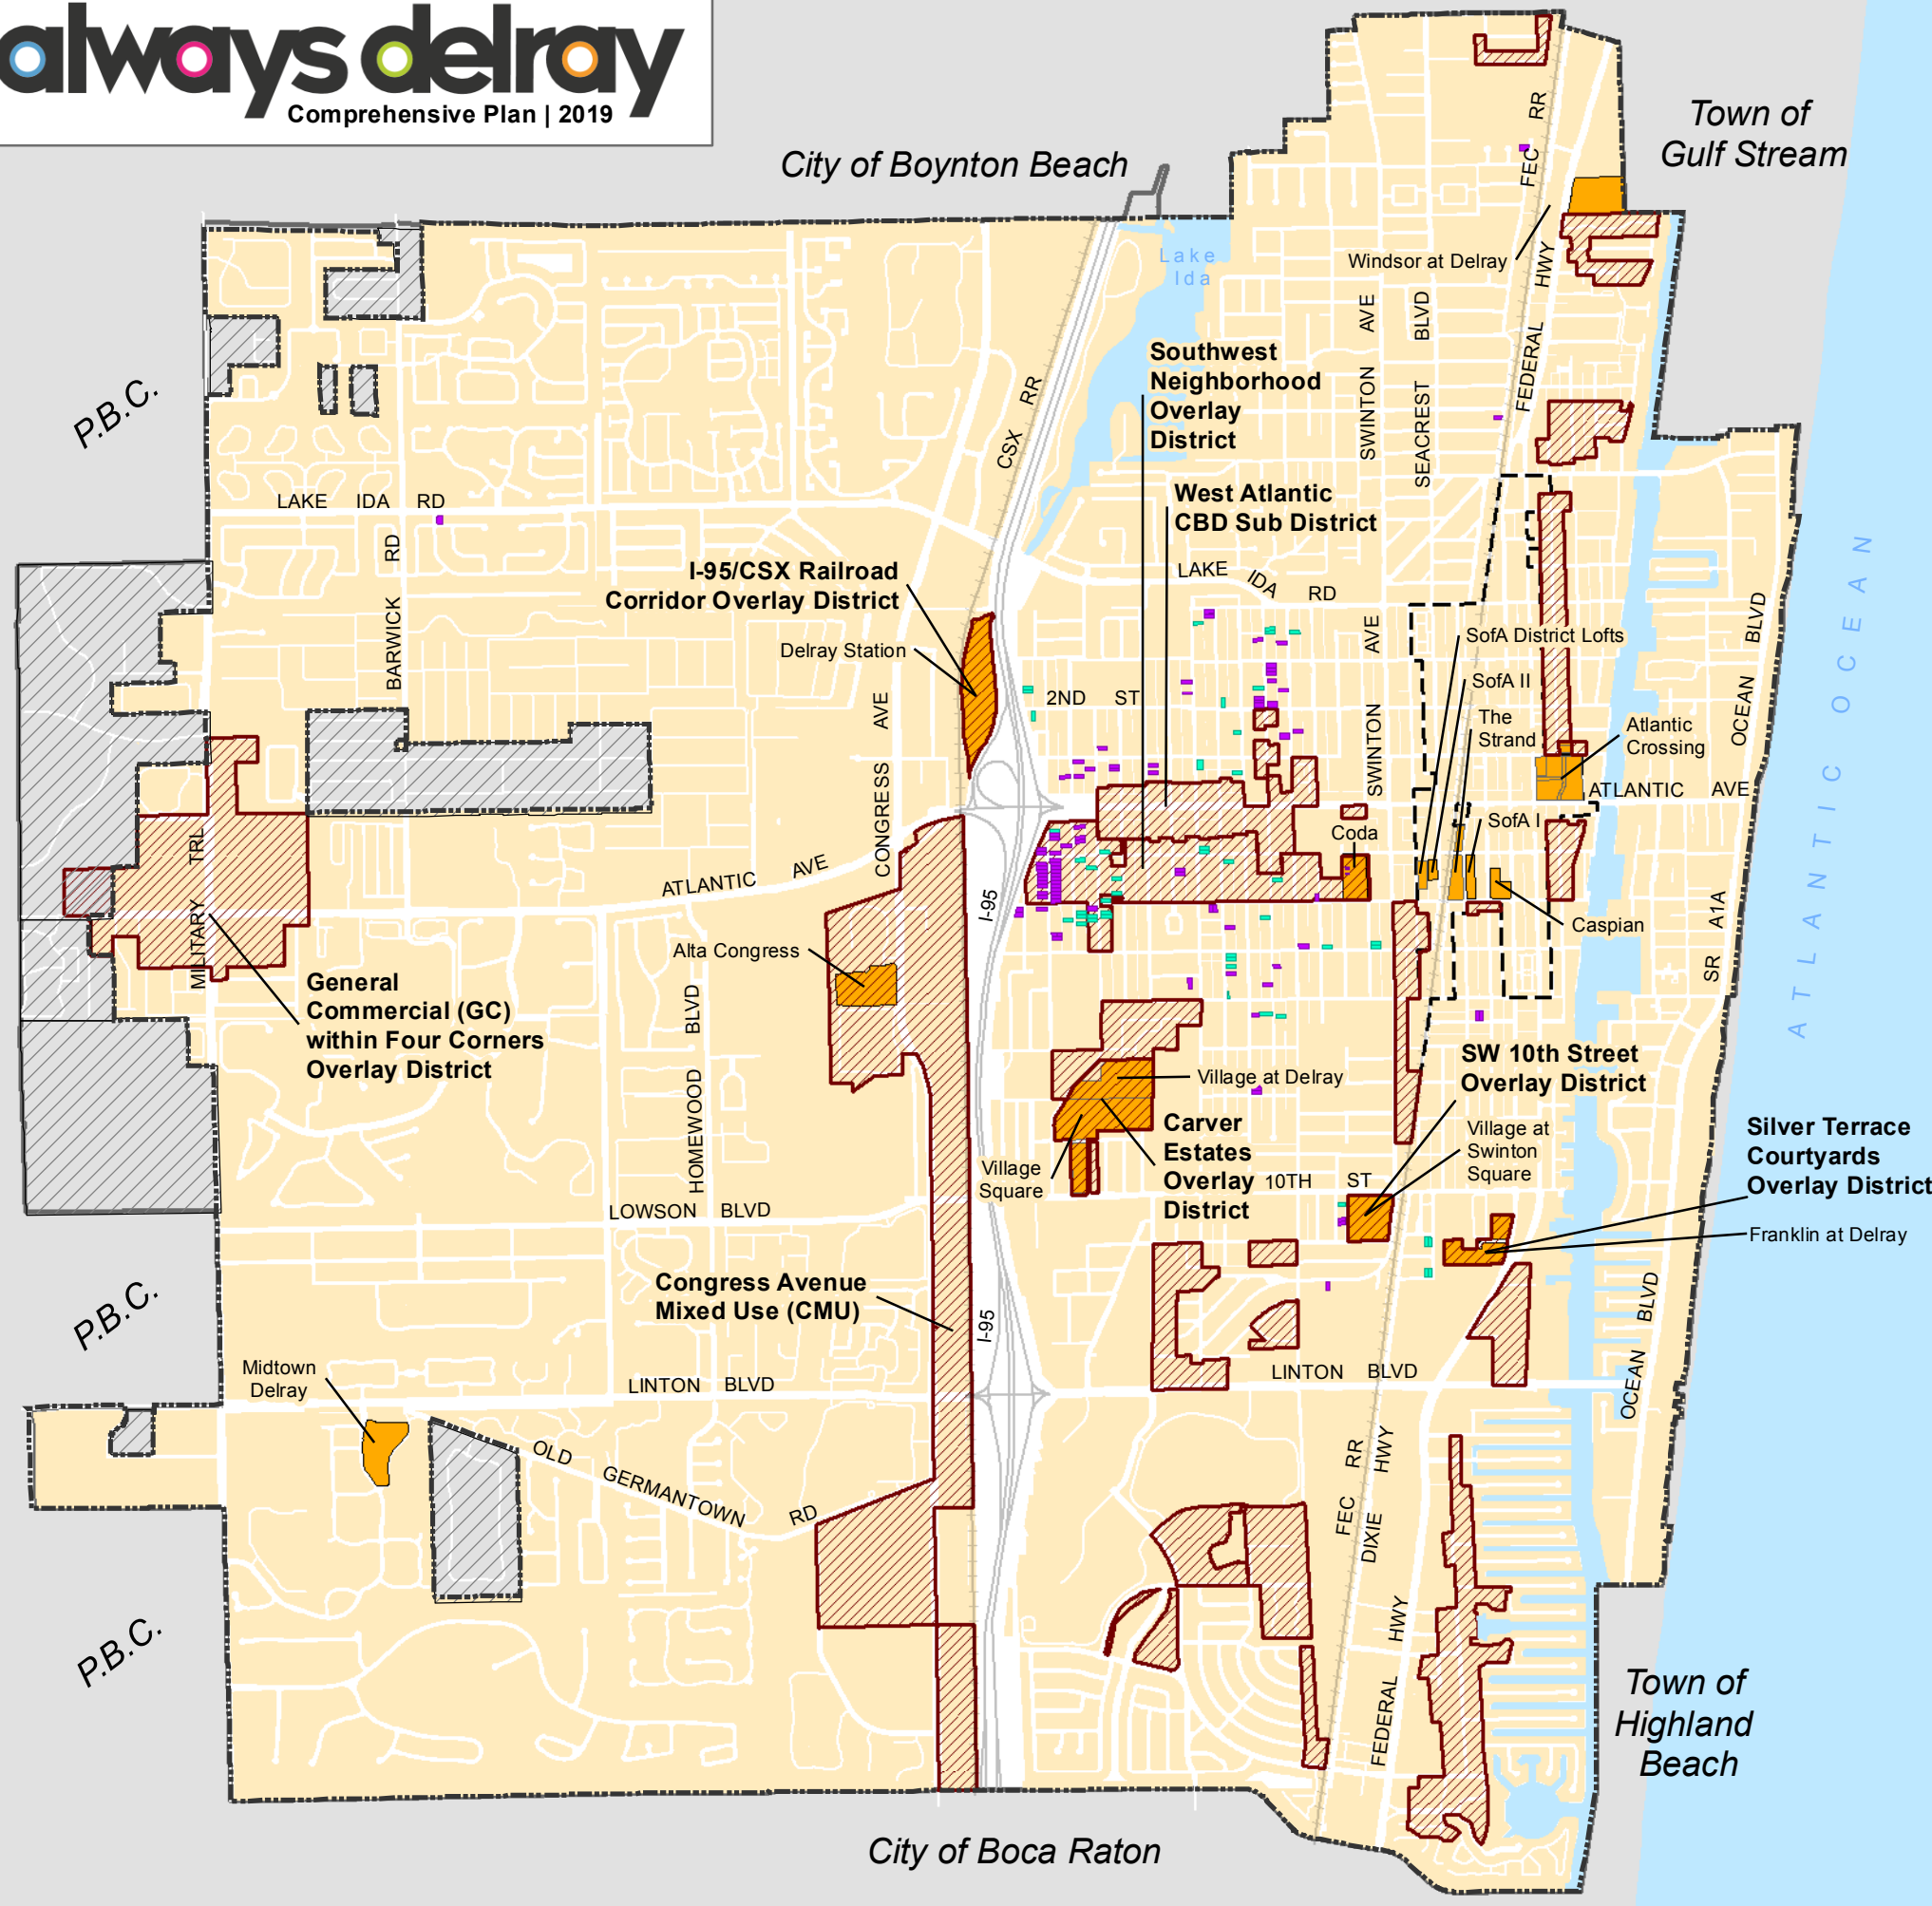 always delray
Comprehensive Plan | 2019
City of Boynton Beach
Town of
Gulf Stream
FEC RR
Windsor at Delray
FEDERAL HWY
Lake
Ida
SWINTON AVE
SEACREST BLVD
P.B.C.
CSX RR
Southwest
Neighborhood
Overlay
District
West Atlantic
CBD Sub District
LAKE IDA RD
BARWICK RD
I-95/CSX Railroad
Corridor Overlay District
Delray Station
LAKE IDA RD
SofA District Lofts
SofA II
The
Strand
Atlantic
Crossing
OCEAN BLVD
ATLANTIC OCEAN
2ND ST
SWINTON AVE
CONGRESS AVE
ATLANTIC AVE
SofA I
Coda
MILITARY TRL
ATLANTIC AVE
I-95
Caspian
SR A1A
Alta Congress
General
Commercial (GC)
within Four Corners
Overlay District
HOMEWOOD BLVD
Village at Delray
SW 10th Street
Overlay District
Carver
Estates
Overlay
District
Village
Square
10TH ST
Village at
Swinton
Square
Silver Terrace
Courtyards
Overlay District
Franklin at Delray
LOWSON BLVD
P.B.C.
Congress Avenue
Mixed Use (CMU)
I-95
Midtown
Delray
LINTON BLVD
LINTON BLVD
OCEAN BLVD
OLD GERMANTOWN RD
FEC RR
DIXIE HWY
P.B.C.
FEDERAL HWY
Town of
Highland
Beach
City of Boca Raton